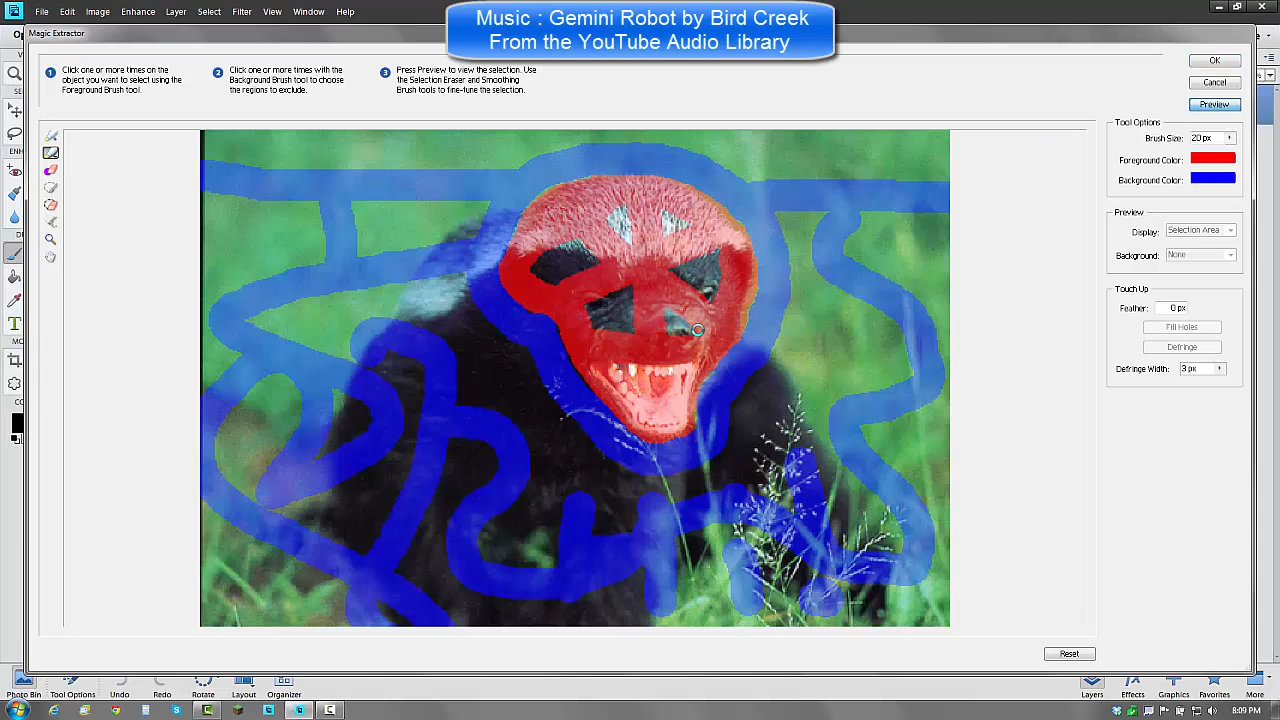 File Edit Image Enhance Layer Select Filter View Window Help
Music : Gemini Robot by Bird Creek
From the YouTube Audio Library
Magic Extractor
1 Click one or more times on the
object you want to select using the
Foreground Brush tool.
2 Click one or more times with the
Background Brush tool to choose
the regions to exclude.
3 Press Preview to view the selection. Use
the Selection Eraser and Smoothing
Brush tools to fine-tune the selection.
OK
Cancel
Preview
Tool Options
Brush Size: 20 px
Foreground Color:
Background Color:
Preview
Display: Selection Area
Background: None
Touch Up
Feather: 0 px
Fill Holes
Defringe
Defringe Width: 3 px
Reset
Photo Bin Tool Options Undo Redo Rotate Layout Organizer
Layers Effects Graphics Favorites More
8:09 PM